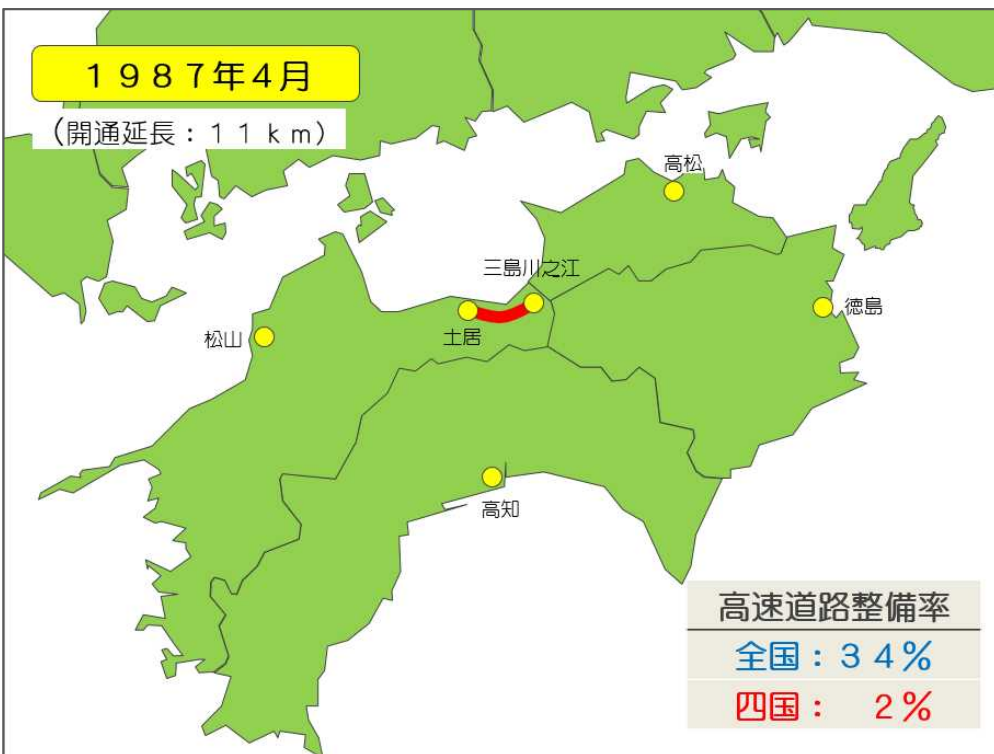 １９８７年4月
（開通延長：１１ｋｍ）
高松
三島川之江
徳島
土居
松山
高知
高速道路整備率
全国：３４％
四国：　２％